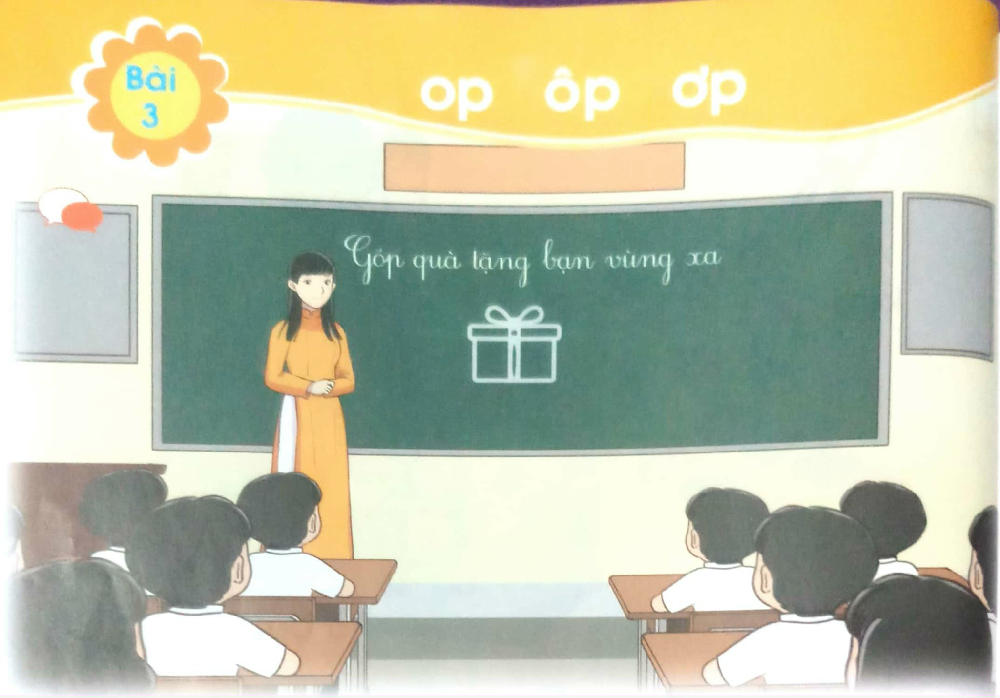 Bài
3
op ôp ơp
Góp quà tặng bạn vùng xa